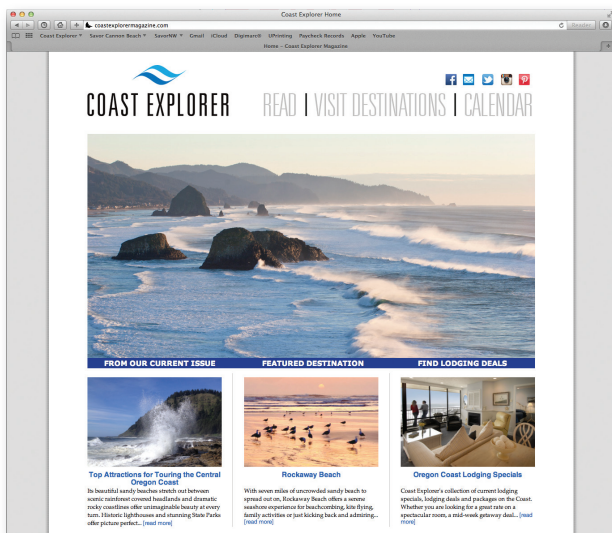 Coast Explorer Home
coastexplorermagazine.com
Reader
Coast Explorer Savor Cannon Beach SavorNW Gmail iCloud Digimarc® UPrinting Paycheck Records Apple YouTube
Home – Coast Explorer Magazine
COAST EXPLORER
READ | VISIT DESTINATIONS | CALENDAR
FROM OUR CURRENT ISSUE
FEATURED DESTINATION
FIND LODGING DEALS
Top Attractions for Touring the Central
Oregon Coast
Its beautiful sandy beaches stretch out between
scenic rainforest covered headlands and dramatic
rocky coastlines offer unimaginable beauty at every
turn. Historic lighthouses and stunning State Parks
offer picture perfect... [read more]
Rockaway Beach
With seven miles of uncrowded sandy beach to
spread out on, Rockaway Beach offers a serene
seashore experience for beachcombing, kite flying,
family activities or just kicking back and admiring...
[read more]
Oregon Coast Lodging Specials
Coast Explorer's collection of current lodging
specials, lodging deals and packages on the Coast.
Whether you are looking for a great rate on a
spectacular room, a mid-week getaway deal... [read
more]